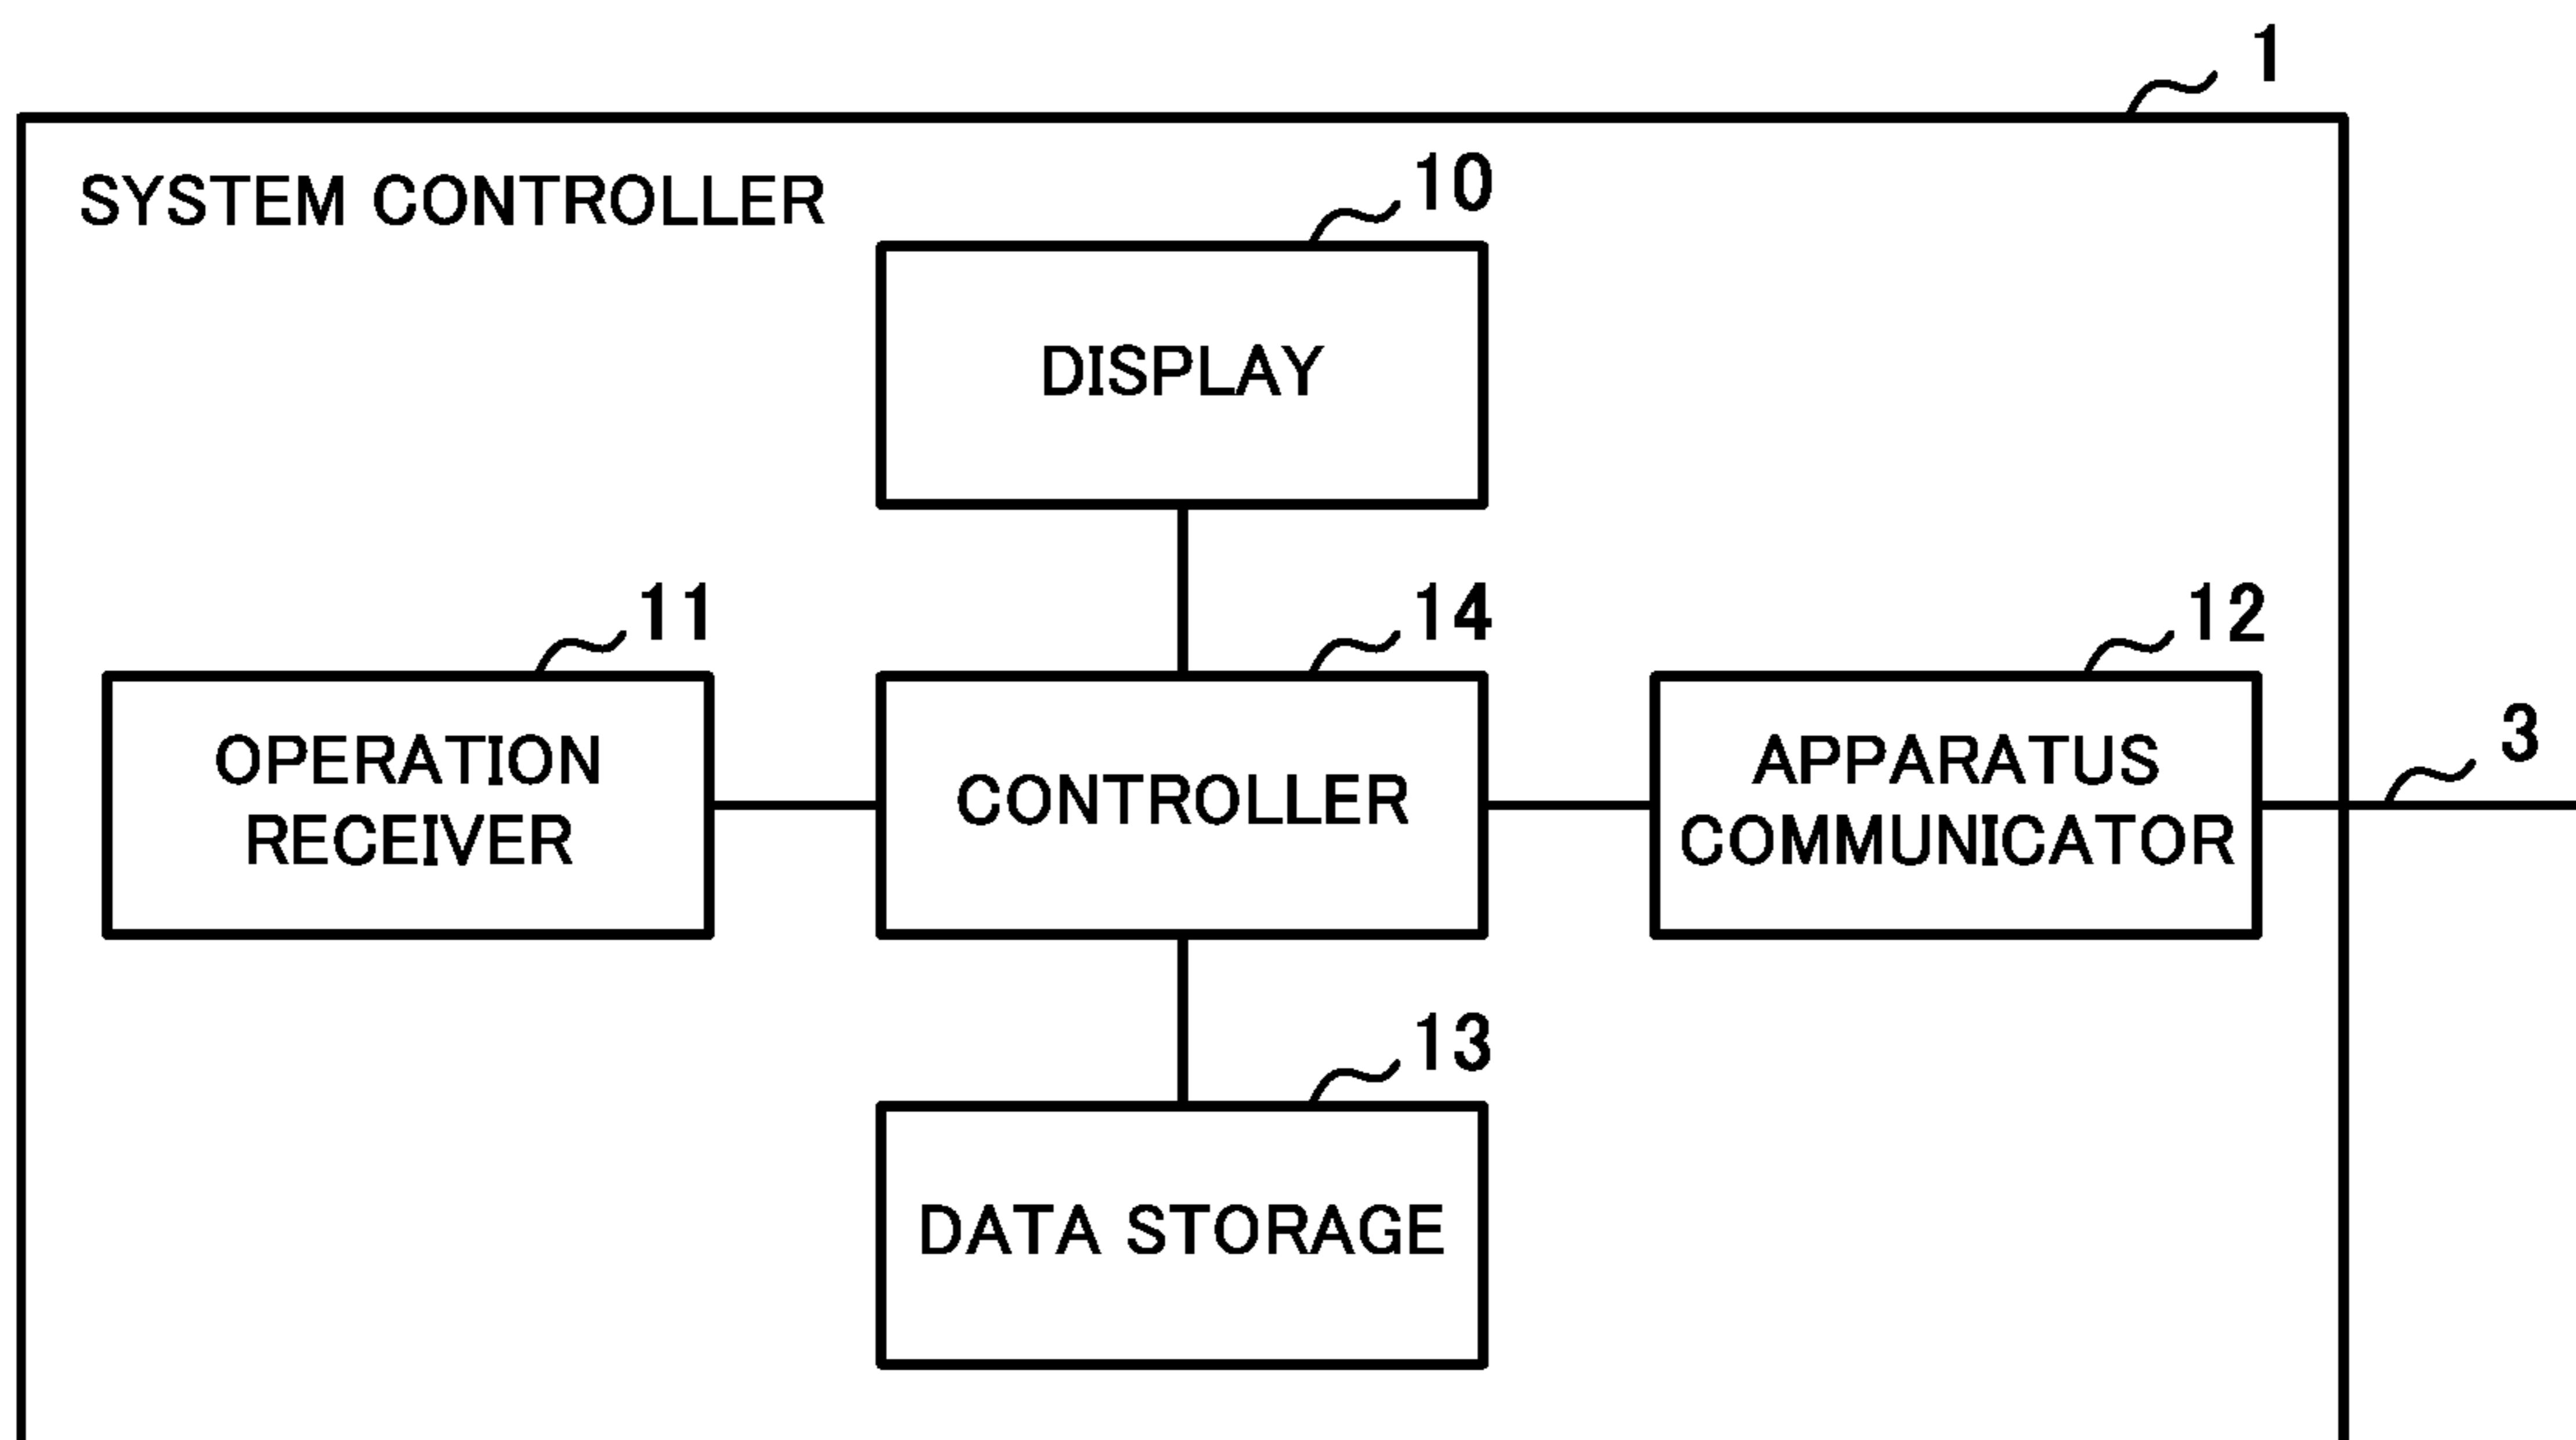 1
SYSTEM CONTROLLER
10
DISPLAY
11
14
12
OPERATION
RECEIVER
CONTROLLER
APPARATUS
COMMUNICATOR
3
13
DATA STORAGE